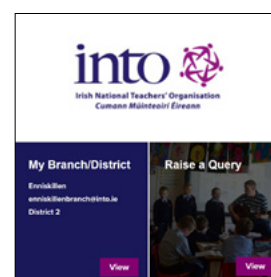 into
Irish National Teachers' Organisation
Cumann Múinteoirí Éireann
My Branch/District
Enniskillen
enniskillenbranch@into.ie
District 2
View
Raise a Query
View